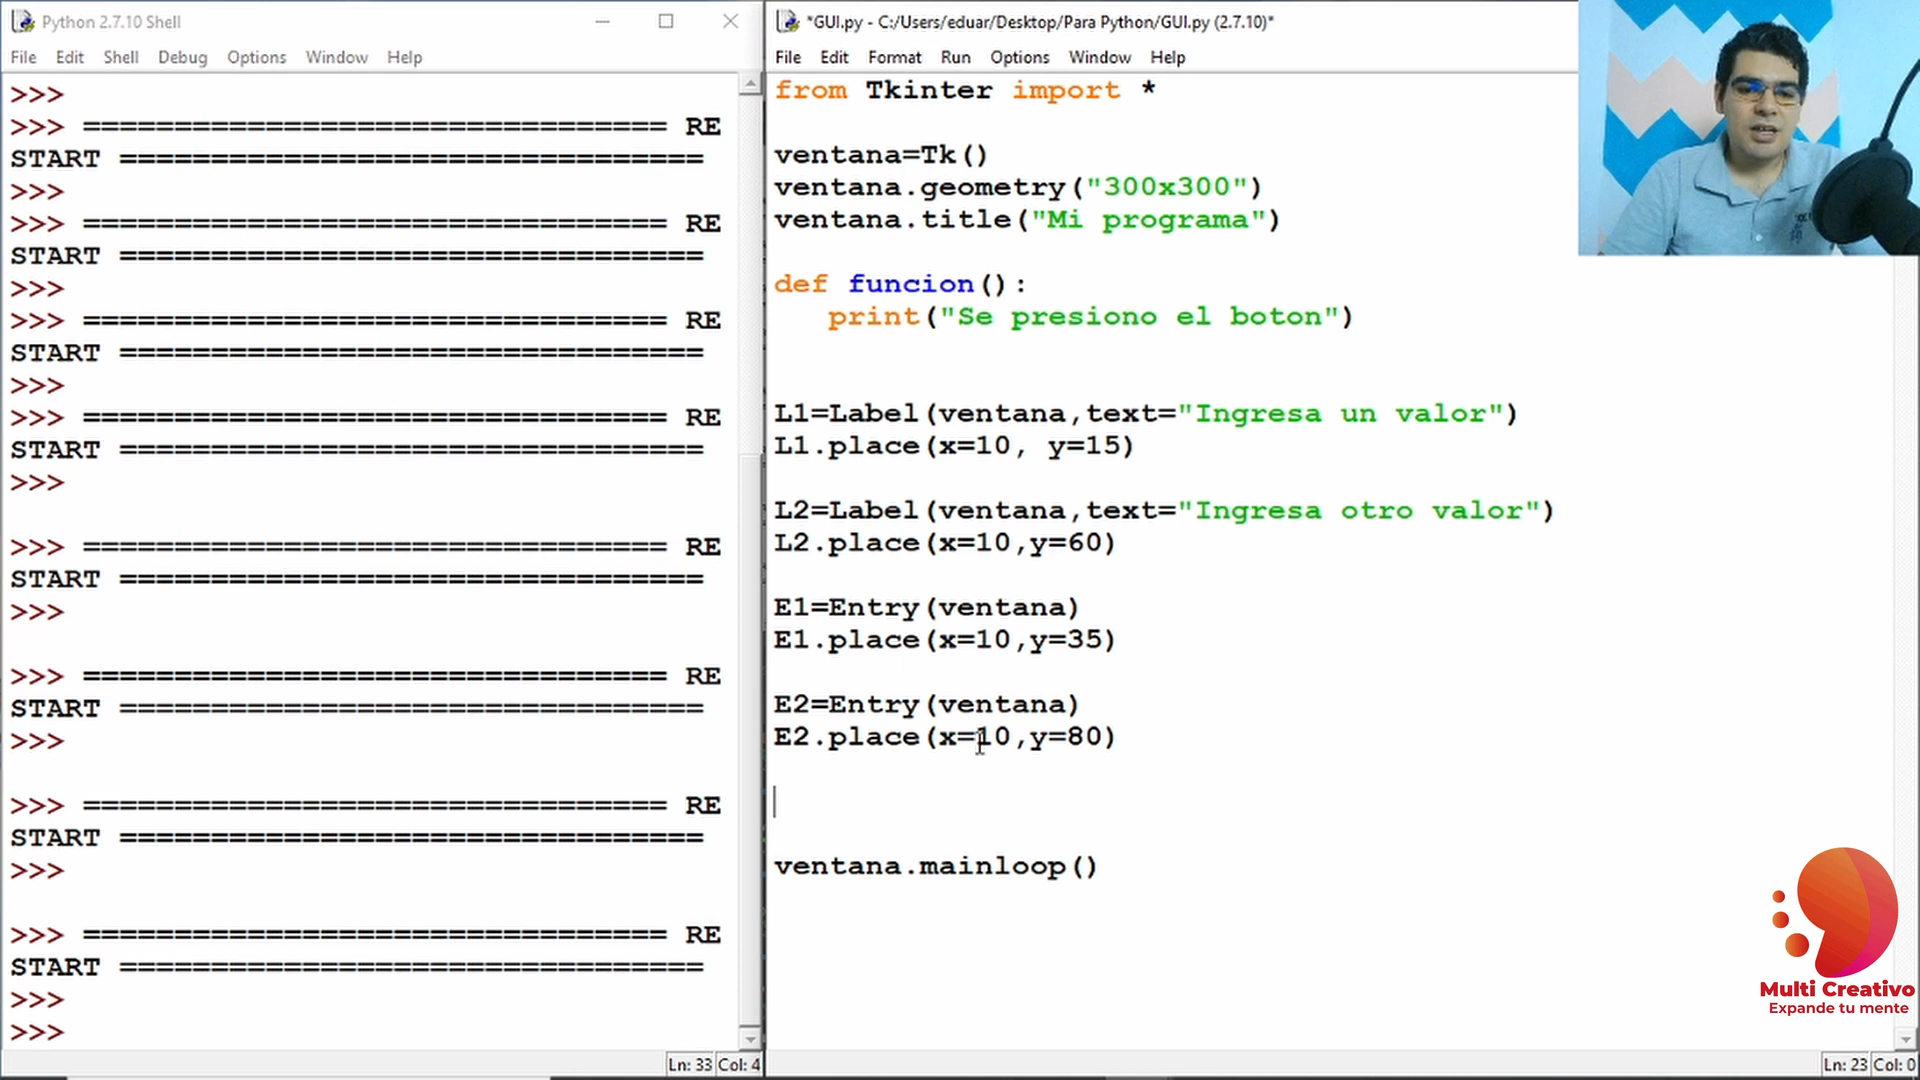 Python 2.7.10 Shell
File Edit Shell Debug Options Window Help
>>>
>>> ================================ RE
START ================================
>>>
>>> ================================ RE
START ================================
>>>
>>> ================================ RE
START ================================
>>>
>>> ================================ RE
START ================================
>>>
>>> ================================ RE
START ================================
>>>
>>> ================================ RE
START ================================
>>>
>>> ================================ RE
START ================================
>>>
>>> ================================ RE
START ================================
>>>
>>>
Ln: 33 Col: 4
*GUI.py - C:/Users/eduar/Desktop/Para Python/GUI.py (2.7.10)*
File Edit Format Run Options Window Help
from Tkinter import *
ventana=Tk()
ventana.geometry("300x300")
ventana.title("Mi programa")
def funcion():
   print("Se presiono el boton")
L1=Label(ventana,text="Ingresa un valor")
L1.place(x=10, y=15)
L2=Label(ventana,text="Ingresa otro valor")
L2.place(x=10,y=60)
E1=Entry(ventana)
E1.place(x=10,y=35)
E2=Entry(ventana)
E2.place(x=10,y=80)
ventana.mainloop()
Multi Creativo
Expande tu mente
Ln: 23 Col: 0